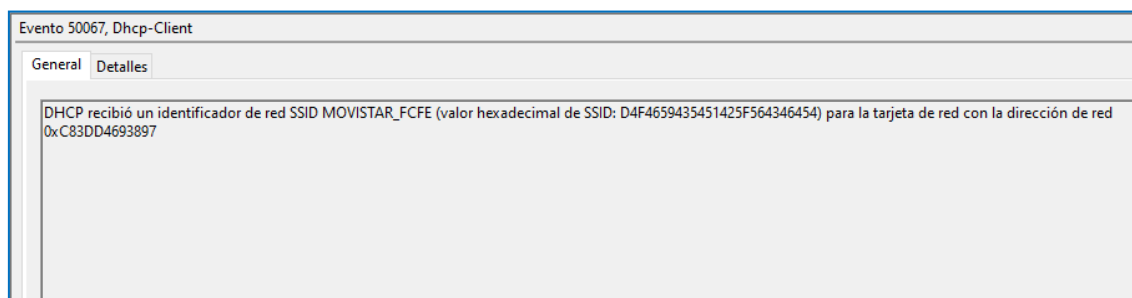 Evento 50067, Dhcp-Client
General
Detalles
DHCP recibió un identificador de red SSID MOVISTAR_FCFE (valor hexadecimal de SSID: D4F4659435451425F564346454) para la tarjeta de red con la dirección de red
0xC83DD4693897